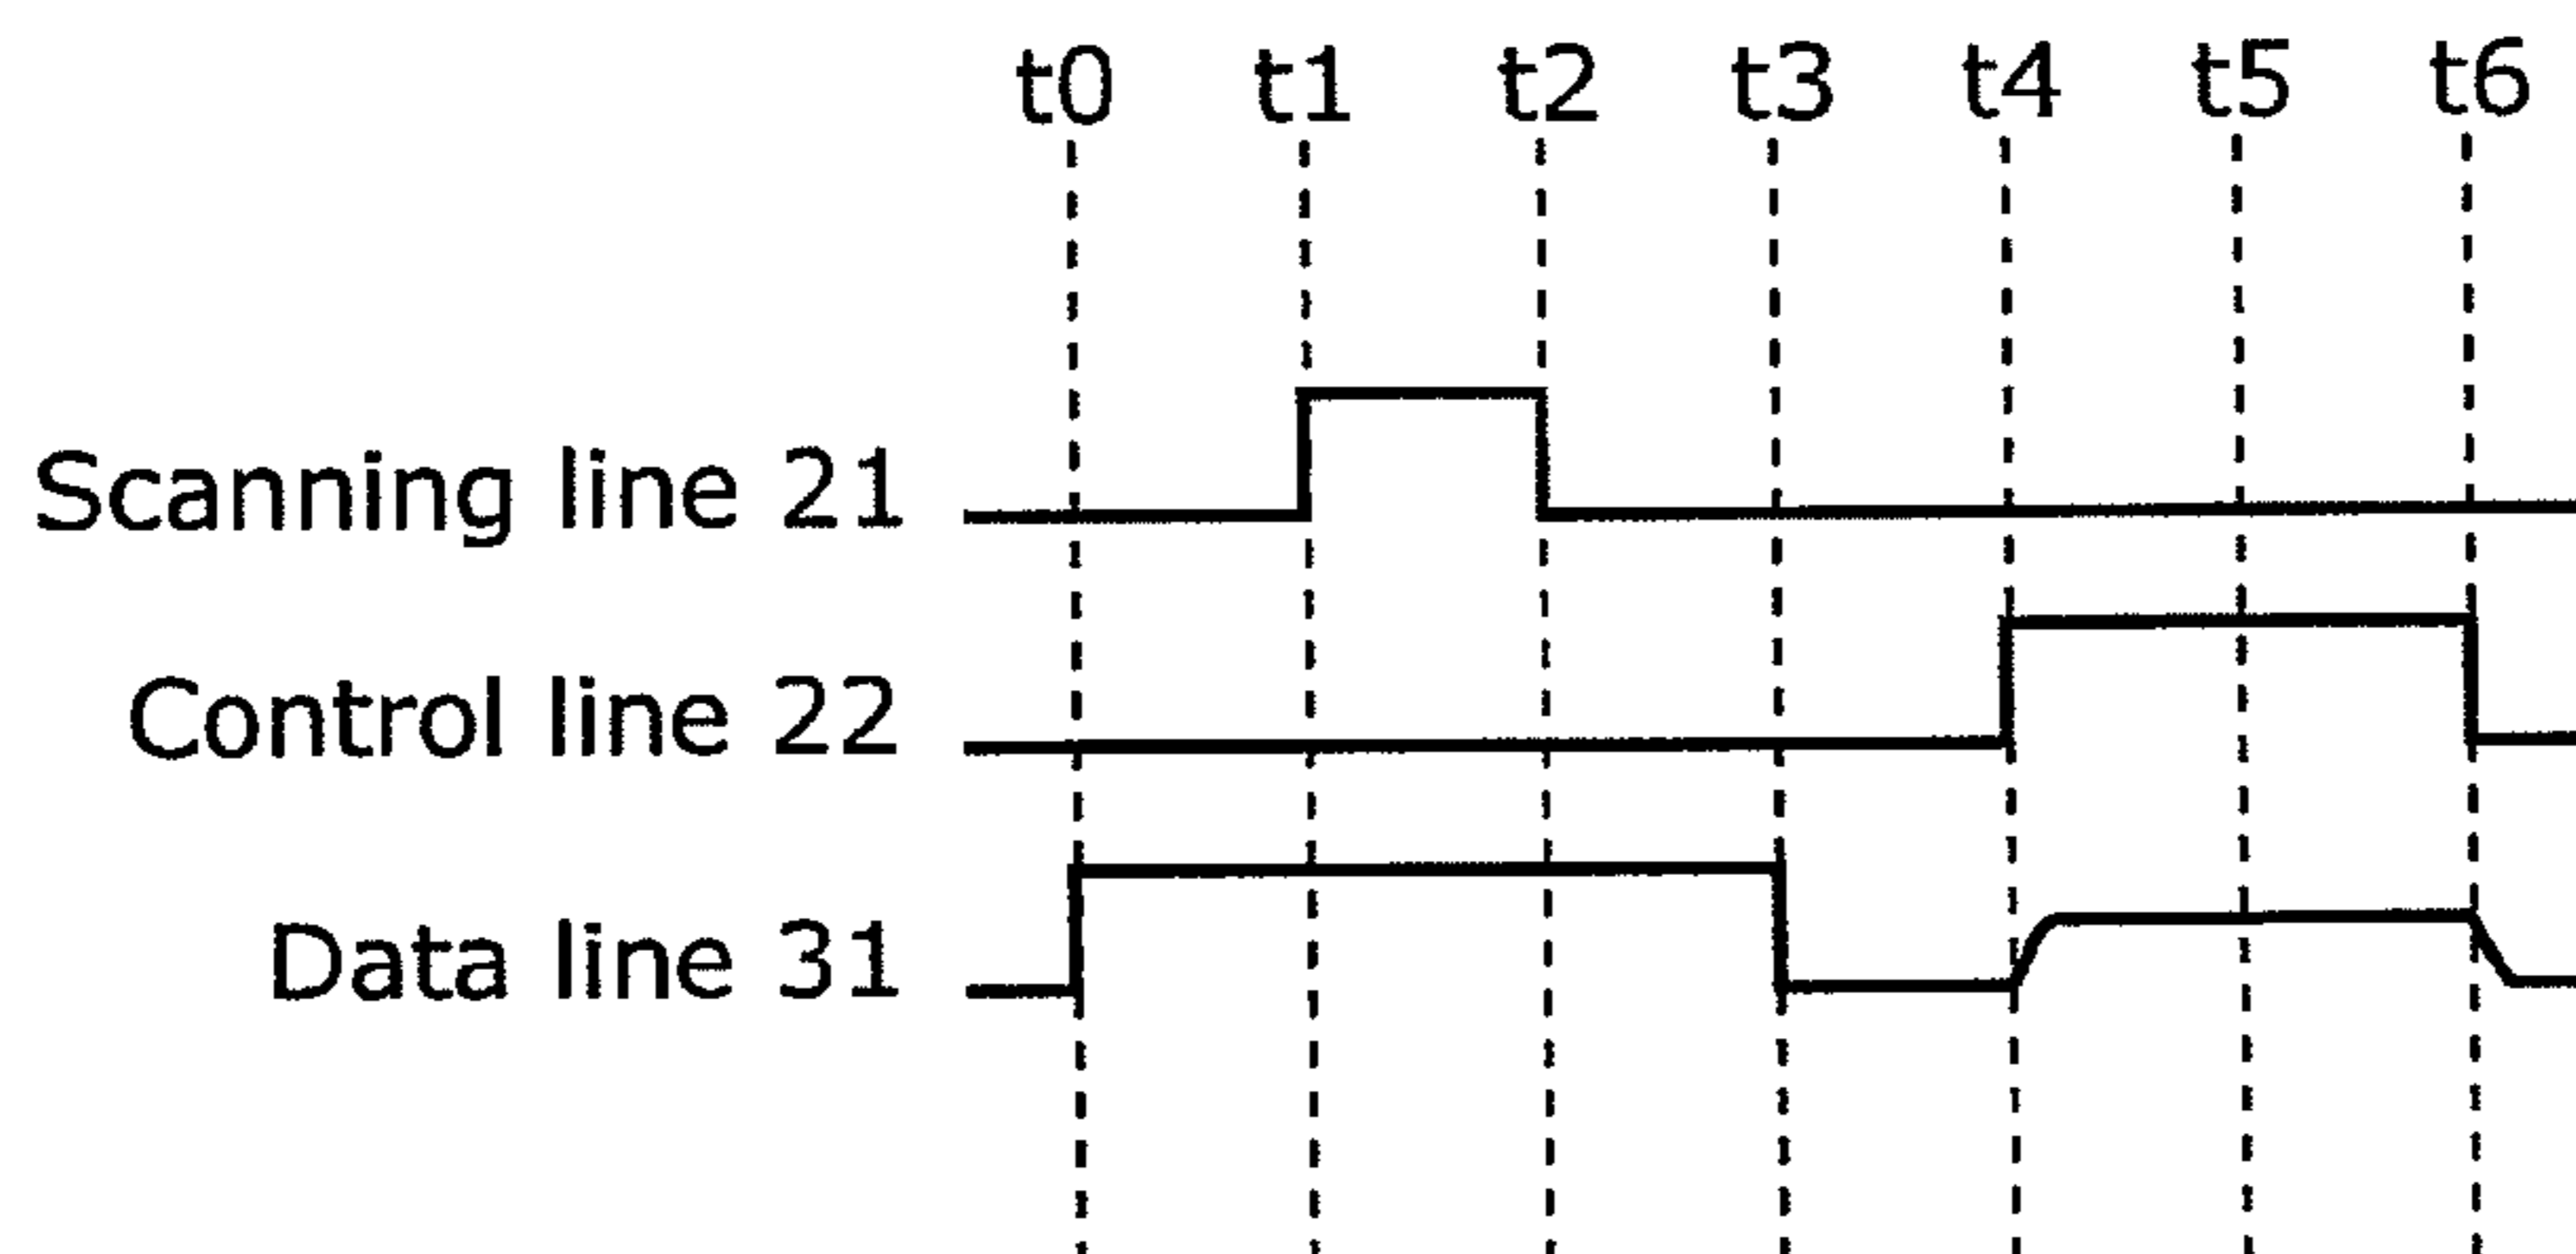 t0 t1 t2 t3 t4 t5 t6
Scanning line 21
Control line 22
Data line 31